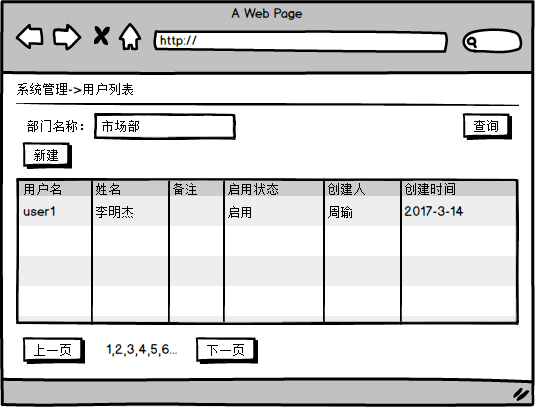 A Web Page
http://
系统管理->用户列表
部门名称： 市场部 查询
新建
用户名 姓名 备注 启用状态 创建人 创建时间
user1 李明杰 启用 周瑜 2017-3-14
上一页 1,2,3,4,5,6... 下一页